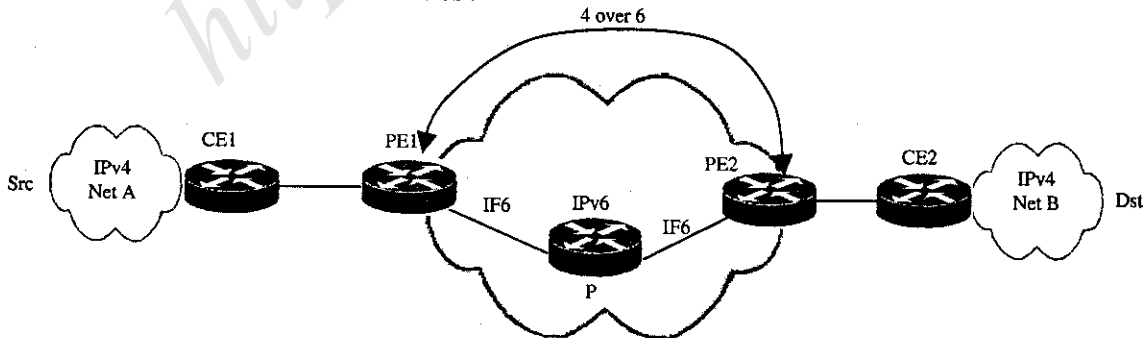 4 over 6
CE1
PE1
PE2
CE2
Src
IPv4
Net A
IF6
IPv6
IF6
P
IPv4
Net B
Dst